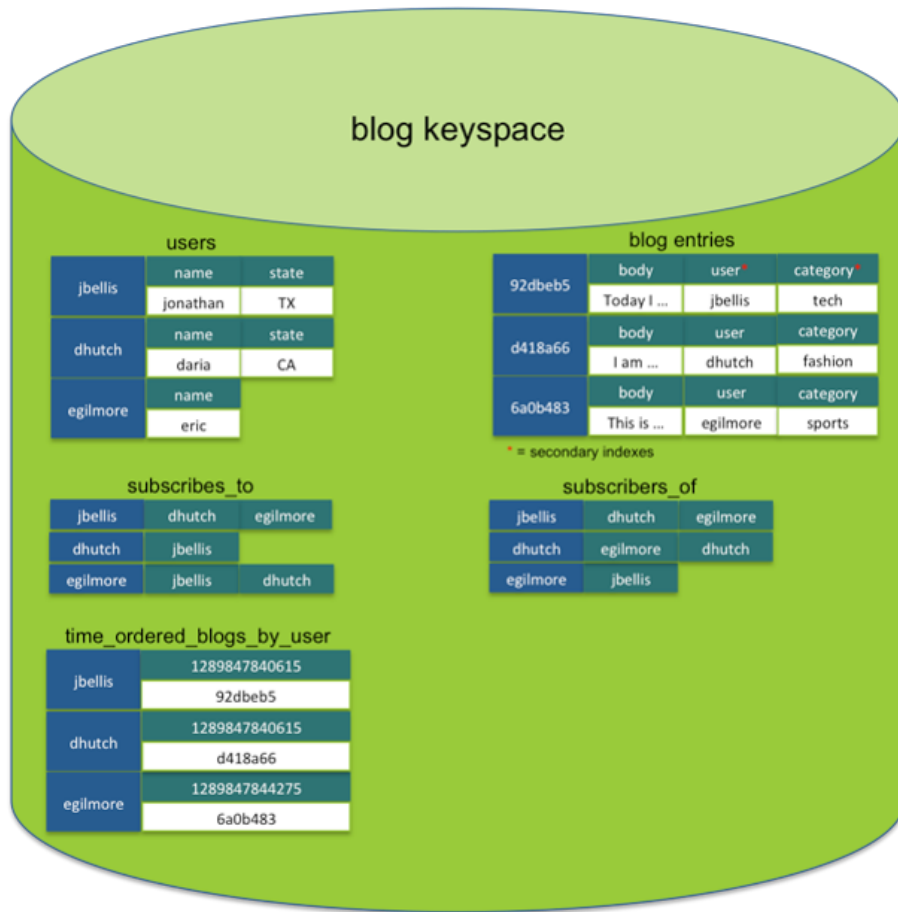 blog keyspace
users
jbellis name state
jonathan TX
dhutch name state
daria CA
egilmore name
eric
blog entries
92dbeb5 body user* category*
Today I ... jbellis tech
d418a66 body user category
I am ... dhutch fashion
6a0b483 body user category
This is ... egilmore sports
* = secondary indexes
subscribes_to
jbellis dhutch egilmore
dhutch jbellis
egilmore jbellis dhutch
subscribers_of
jbellis dhutch egilmore
dhutch egilmore dhutch
egilmore jbellis
time_ordered_blogs_by_user
jbellis 1289847840615
92dbeb5
dhutch 1289847840615
d418a66
egilmore 1289847844275
6a0b483